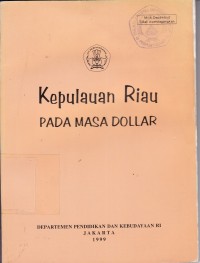 Kepulauan Riau
PADA MASA DOLLAR
DEPARTEMEN PENDIDIKAN DAN KEBUDAYAAN RI
JAKARTA
1999